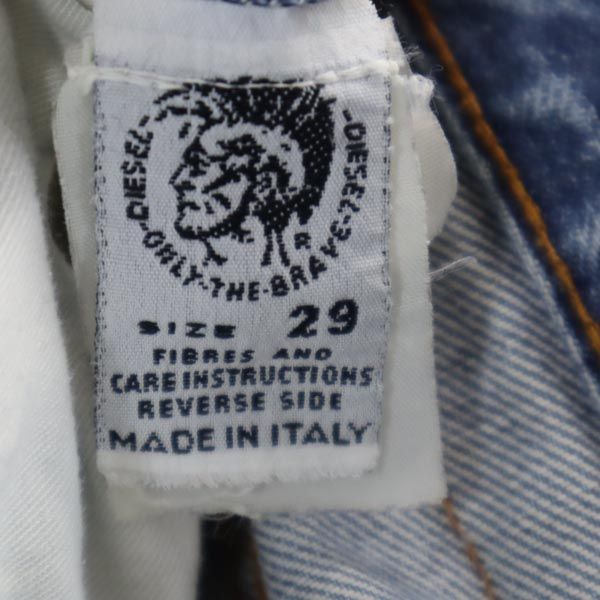 DIESEL-ONLY-THE-BRAVE-DIESEL-
R
SIZE 29
FIBRES AND
CARE INSTRUCTIONS
REVERSE SIDE
MADE IN ITALY